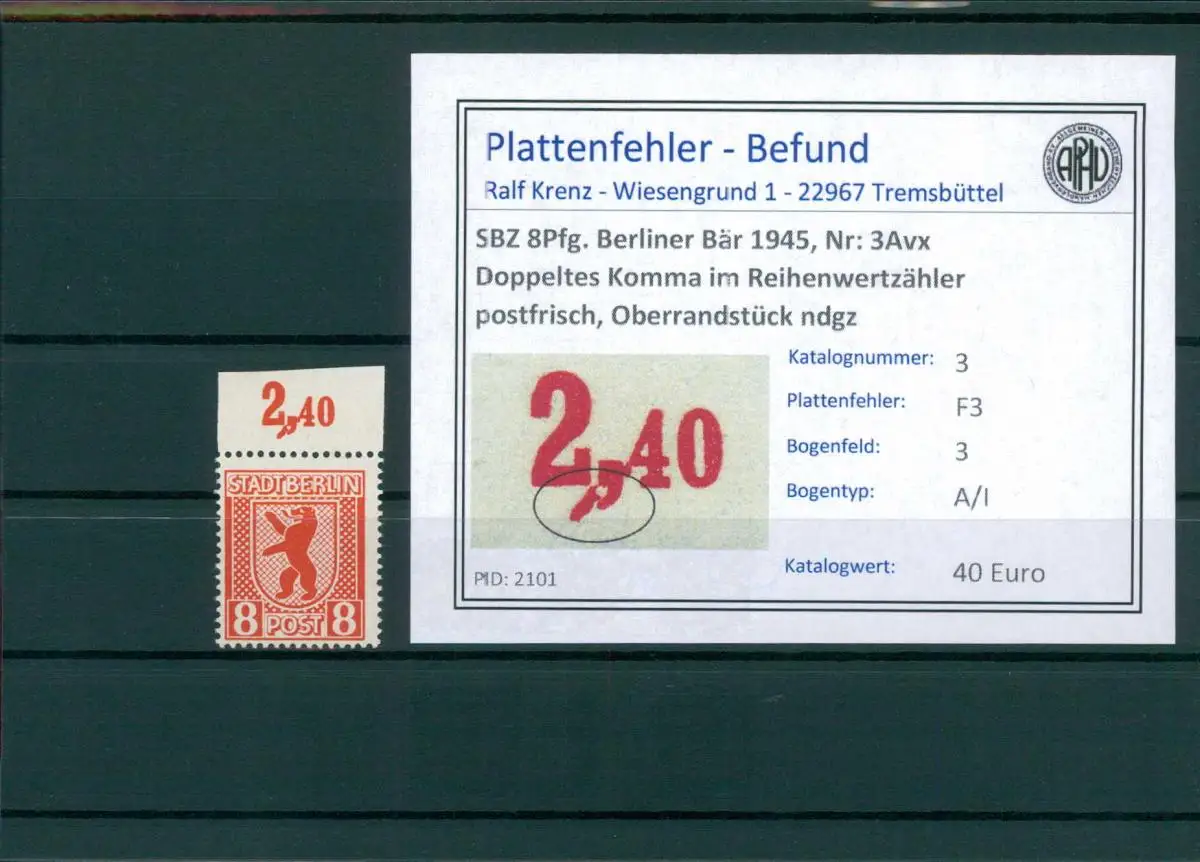 2,,40
STADT BERLIN
8 POST 8
Plattenfehler - Befund
Ralf Krenz - Wiesengrund 1 - 22967 Tremsbüttel
APHV
SBZ 8Pfg. Berliner Bär 1945, Nr: 3Avx
Doppeltes Komma im Reihenwertzähler
postfrisch, Oberrandstück ndgz
2,,40
Katalognummer: 3
Plattenfehler: F3
Bogenfeld: 3
Bogentyp: A/I
Katalogwert: 40 Euro
PID: 2101